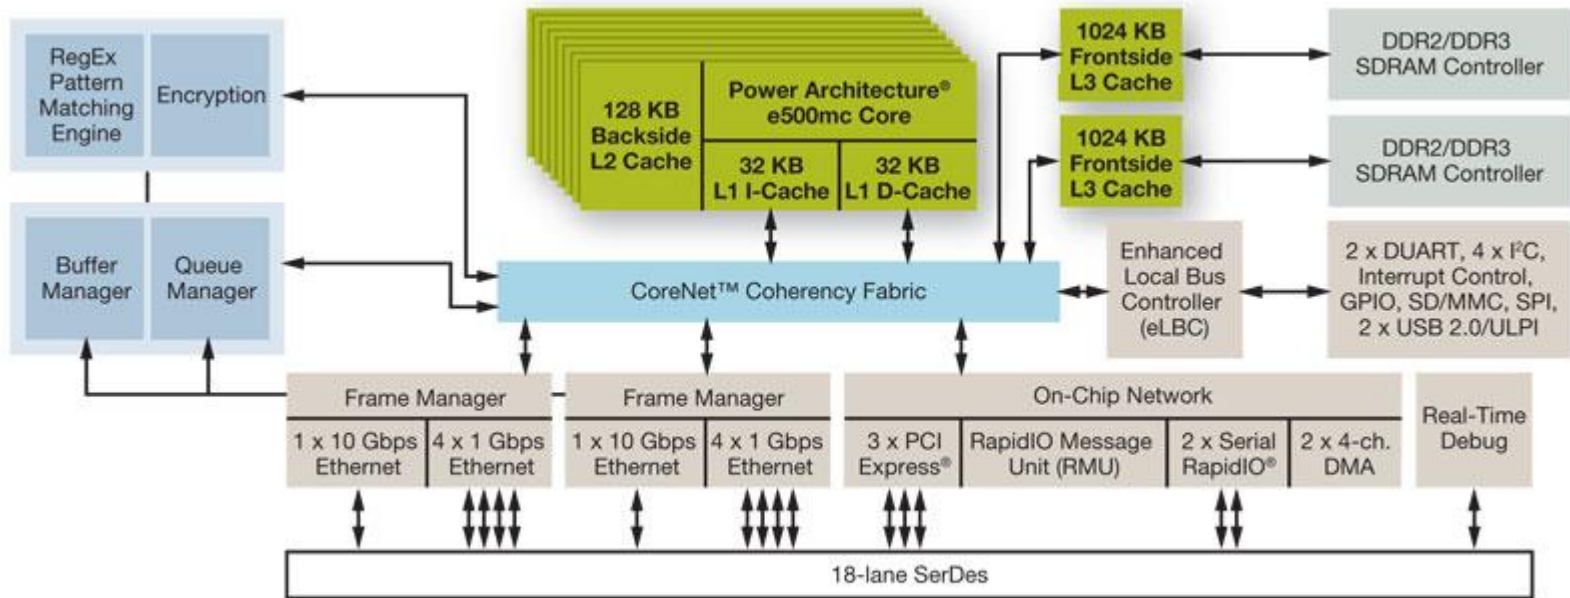 RegEx
Pattern
Matching
Engine
Encryption
128 KB
Backside
L2 Cache
Power Architecture®
e500mc Core
32 KB
L1 I-Cache
32 KB
L1 D-Cache
1024 KB
Frontside
L3 Cache
DDR2/DDR3
SDRAM Controller
1024 KB
Frontside
L3 Cache
DDR2/DDR3
SDRAM Controller
Buffer
Manager
Queue
Manager
CoreNet™ Coherency Fabric
Enhanced
Local Bus
Controller
(eLBC)
2 x DUART, 4 x I²C,
Interrupt Control,
GPIO, SD/MMC, SPI,
2 x USB 2.0/ULPI
Frame Manager
1 x 10 Gbps
Ethernet
4 x 1 Gbps
Ethernet
Frame Manager
1 x 10 Gbps
Ethernet
4 x 1 Gbps
Ethernet
On-Chip Network
3 x PCI
Express®
RapidIO Message
Unit (RMU)
2 x Serial
RapidIO®
2 x 4-ch.
DMA
Real-Time
Debug
18-lane SerDes